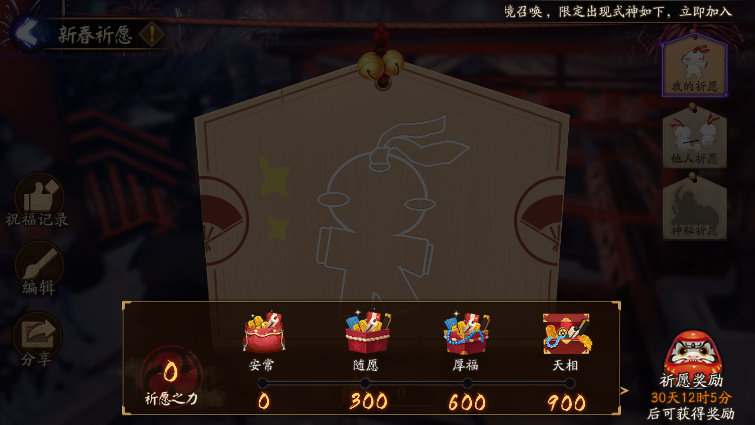 境召唤，限定出现式神如下，立即加入
新春祈愿
!
我的祈愿
他人祈愿
神秘祈愿
祝福记录
编辑
分享
安常
随愿
厚福
天相
0
祈愿之力
0
300
600
900
0
祈愿奖励
30天12时5分
后可获得奖励